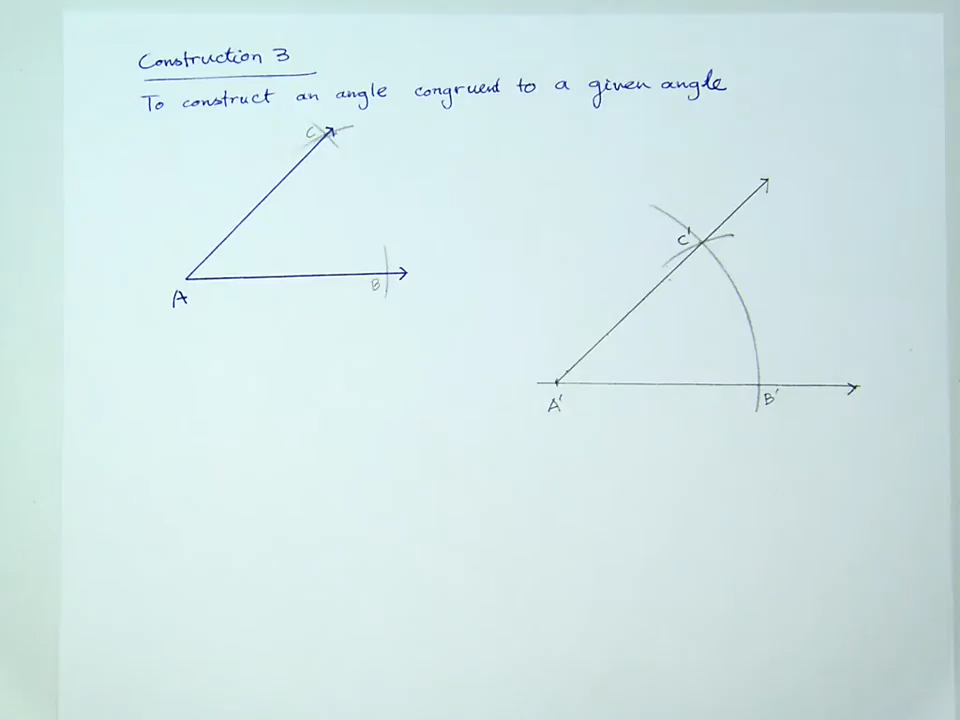 Construction 3
To construct an angle congruent to a given angle
C
A
B
C'
A'
B'